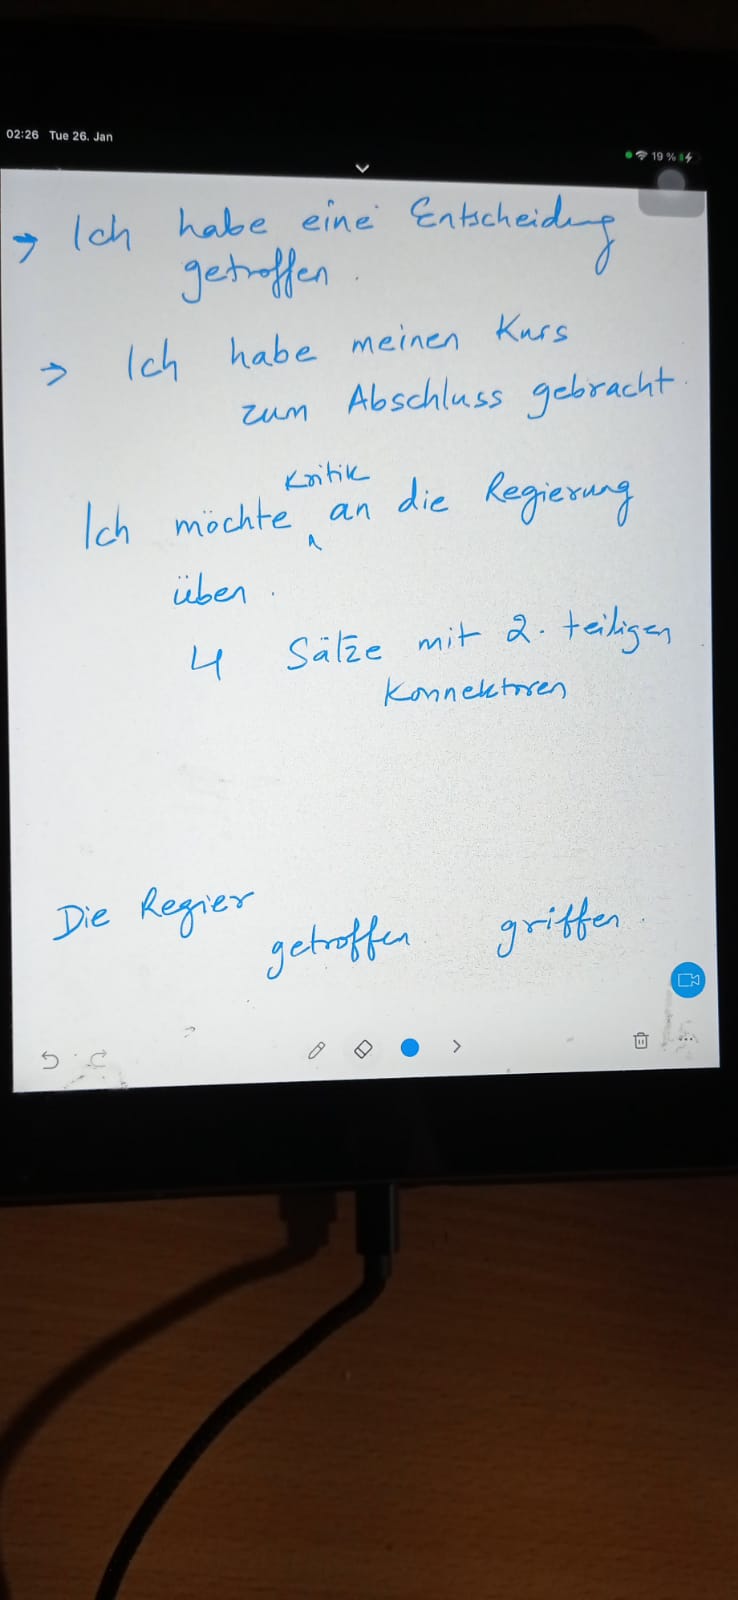 02:26 Tue 26. Jan
19 %
→ Ich habe eine Entscheidung
getroffen.
→ Ich habe meinen Kurs
zum Abschluss gebracht.
Kritik
Ich möchte ^ an die Regierung
üben.
4 Sätze mit 2. teiligen
Konnektoren
Die Regier
getroffen griffen.